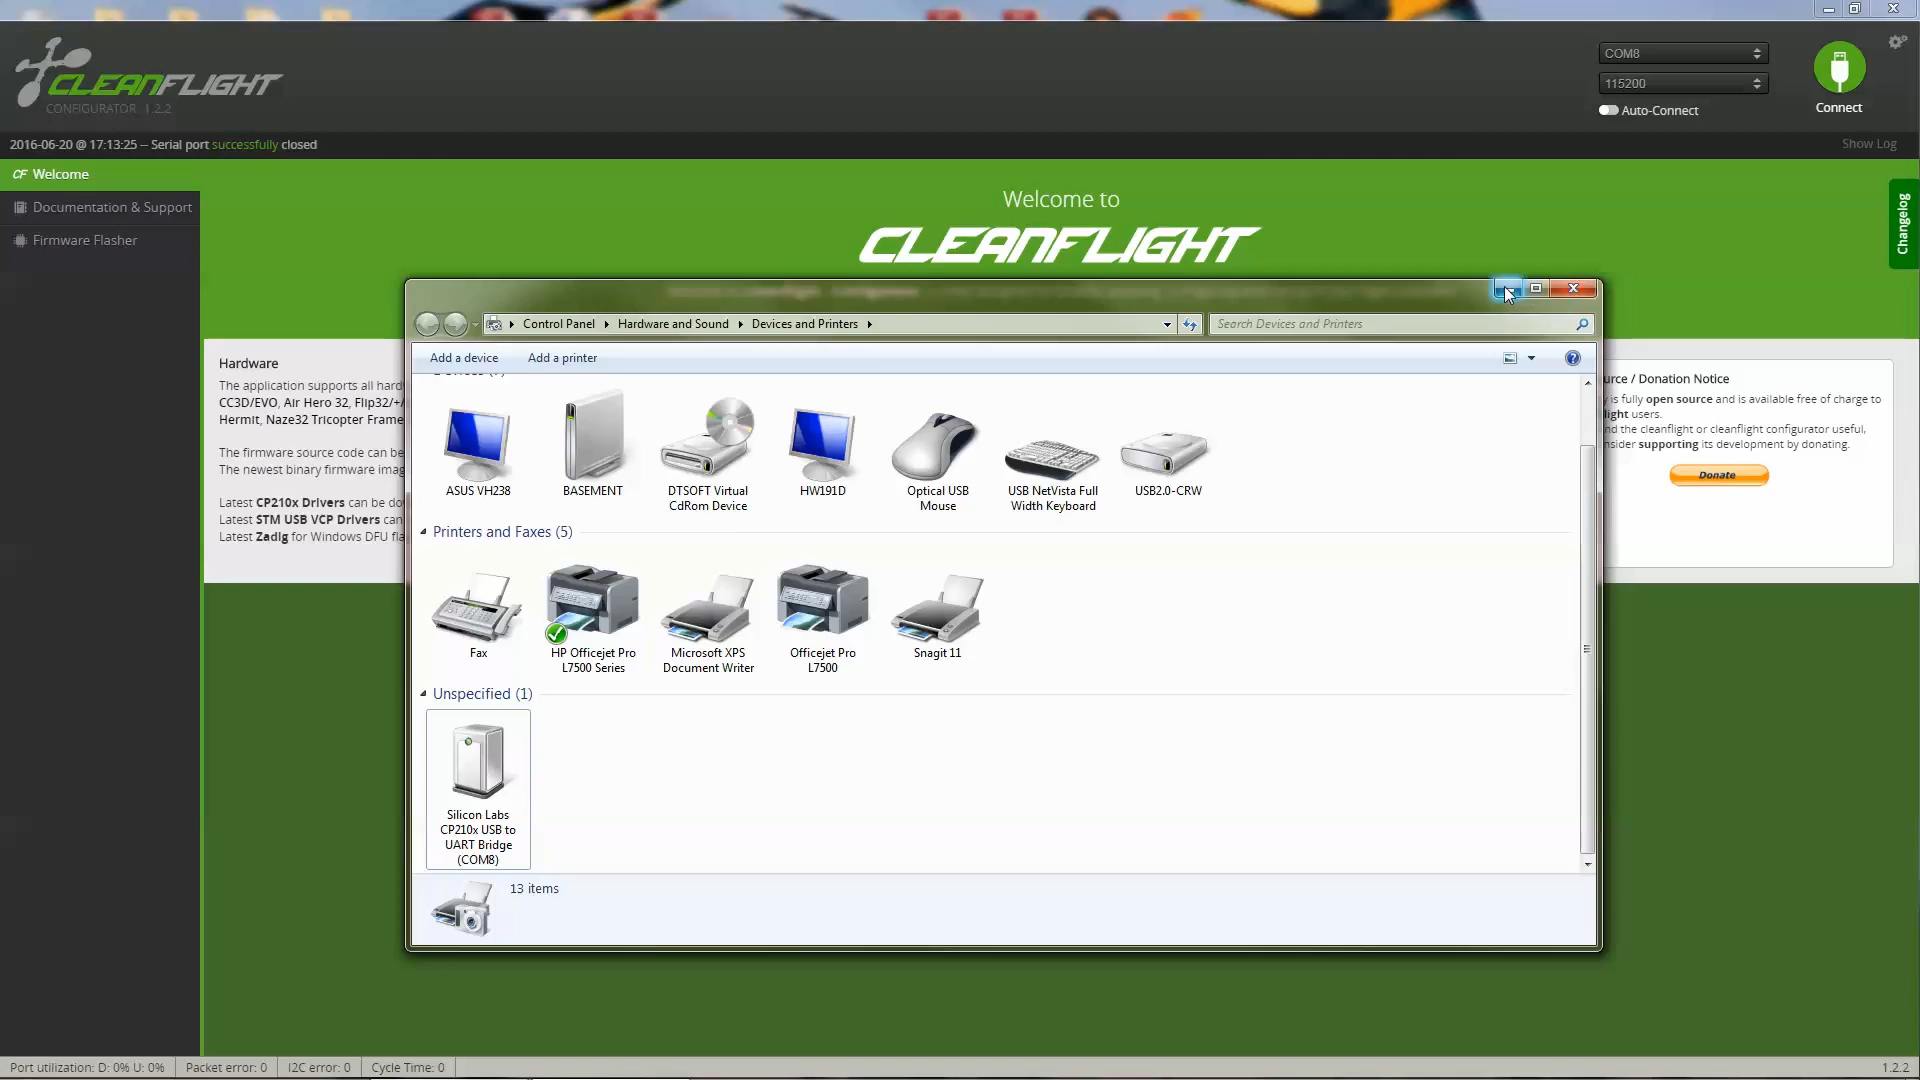 CLEANFLIGHT
CONFIGURATOR 1.2.2
COM8
115200
Auto-Connect
Connect
2016-06-20 @ 17:13:25 -- Serial port successfully closed
Show Log
CF Welcome
Documentation & Support
Firmware Flasher
Welcome to
CLEANFLIGHT
Changelog
Hardware
The application supports all hard
CC3D/EVO, Air Hero 32, Flip32/+/
Hermit, Naze32 Tricopter Frame
The firmware source code can be
The newest binary firmware imag
Latest CP210x Drivers can be do
Latest STM USB VCP Drivers can
Latest Zadig for Windows DFU fla
Control Panel
Hardware and Sound
Devices and Printers
Search Devices and Printers
Add a device
Add a printer
ASUS VH238
BASEMENT
DTSOFT Virtual
CdRom Device
HW191D
Optical USB
Mouse
USB NetVista Full
Width Keyboard
USB2.0-CRW
Printers and Faxes (5)
Fax
HP Officejet Pro
L7500 Series
Microsoft XPS
Document Writer
Officejet Pro
L7500
Snagit 11
Unspecified (1)
Silicon Labs
CP210x USB to
UART Bridge
(COM8)
13 items
urce / Donation Notice
is fully open source and is available free of charge to
light users.
nd the cleanflight or cleanflight configurator useful,
nsider supporting its development by donating.
Donate
Port utilization: D: 0% U: 0%
Packet error: 0
I2C error: 0
Cycle Time: 0
1.2.2